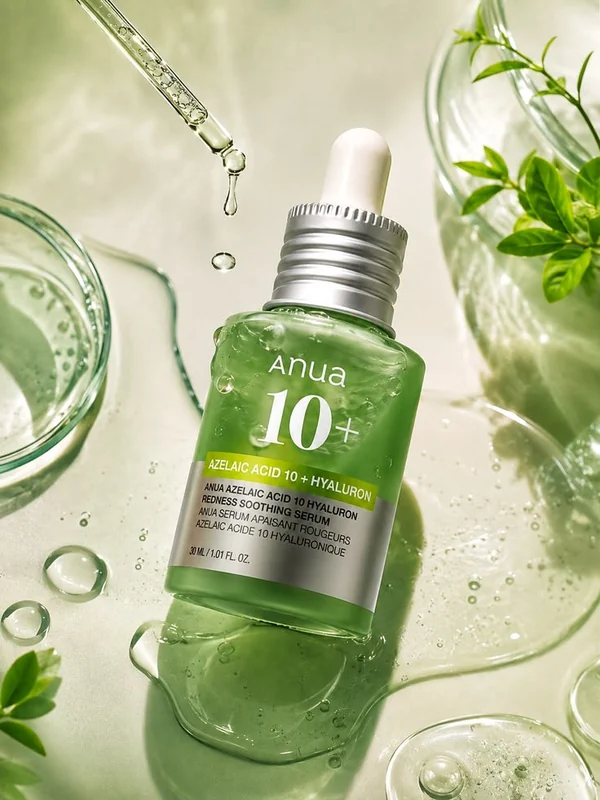 Anua
10+
AZELAIC ACID 10 + HYALURON
ANUA AZELAIC ACID 10 HYALURON
REDNESS SOOTHING SERUM
ANUA SERUM APAISANT ROUGEURS
AZELAIC ACIDE 10 HYALURONIQUE
30 ML / 1.01 FL. OZ.